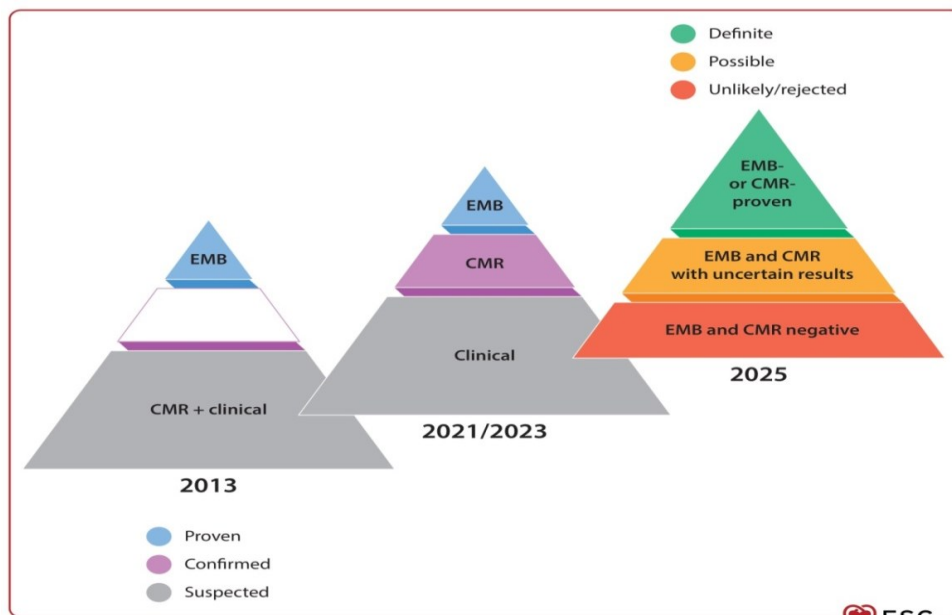 Definite
Possible
Unlikely/rejected
EMB-
or CMR-
proven
EMB and CMR
with uncertain results
EMB and CMR negative
2025
EMB
CMR
Clinical
2021/2023
EMB
CMR + clinical
2013
Proven
Confirmed
Suspected
ESC